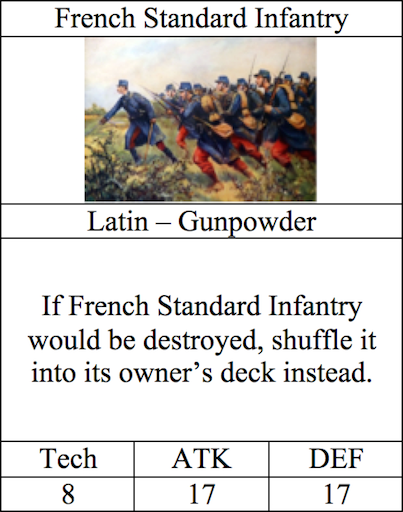 French Standard Infantry
Latin – Gunpowder
If French Standard Infantry
would be destroyed, shuffle it
into its owner’s deck instead.
Tech ATK DEF
8 17 17